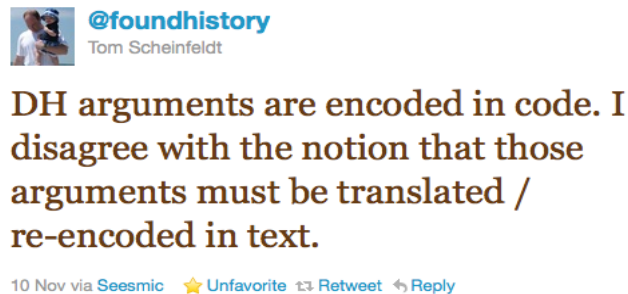 @foundhistory
Tom Scheinfeldt
DH arguments are encoded in code. I
disagree with the notion that those
arguments must be translated /
re-encoded in text.
10 Nov via Seesmic Unfavorite Retweet Reply